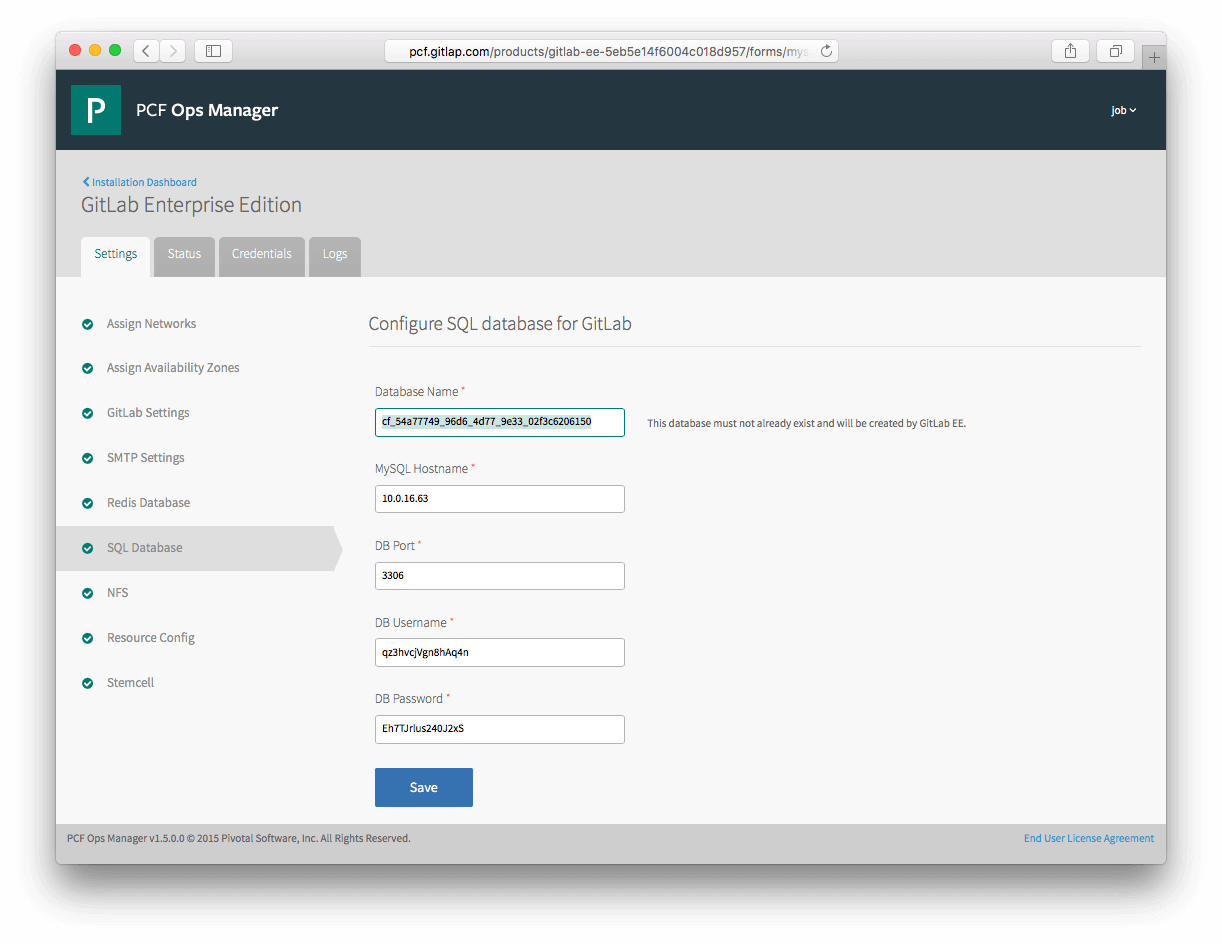 pcf.gitlap.com/products/gitlab-ee-5eb5e14f6004c018d957/forms/mys
P
PCF Ops Manager
job
Installation Dashboard
GitLab Enterprise Edition
Settings Status Credentials Logs
Assign Networks
Assign Availability Zones
GitLab Settings
SMTP Settings
Redis Database
SQL Database
NFS
Resource Config
Stemcell
Configure SQL database for GitLab
Database Name *
cf_54a77749_96d6_4d77_9e33_02f3c6206150
This database must not already exist and will be created by GitLab EE.
MySQL Hostname *
10.0.16.63
DB Port *
3306
DB Username *
qz3hvcjVgn8hAq4n
DB Password *
Eh7TJrlus240J2xS
Save
PCF Ops Manager v1.5.0.0 © 2015 Pivotal Software, Inc. All Rights Reserved.
End User License Agreement